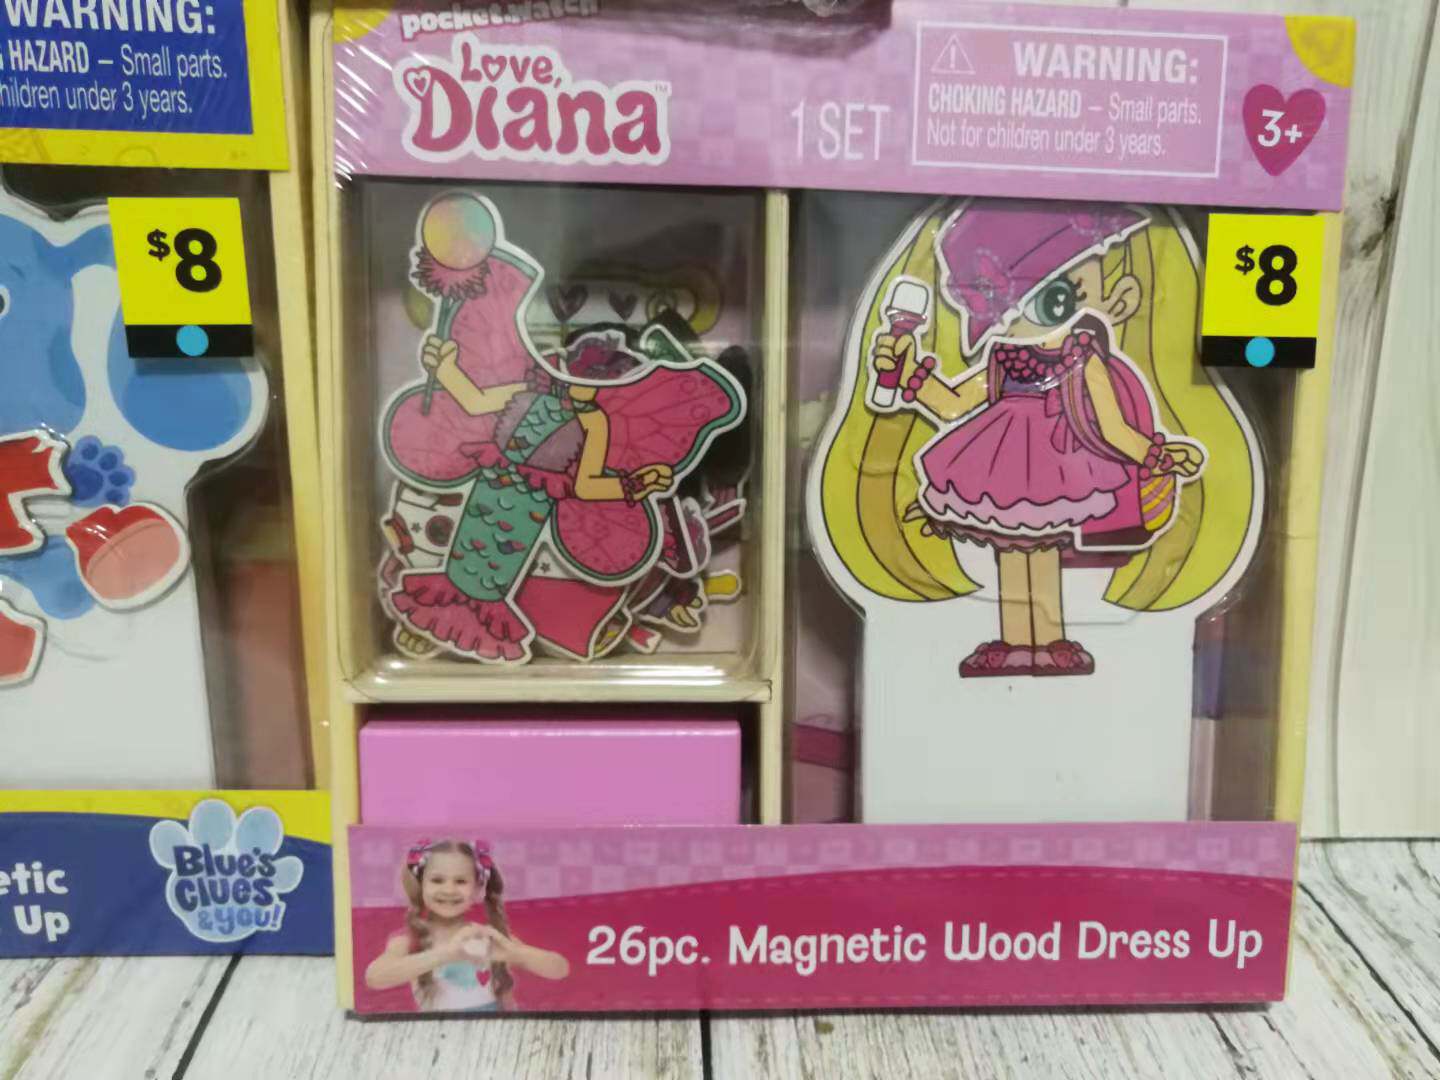 WARNING:
HAZARD – Small parts.
children under 3 years.
$8
etic
Up
BLUE'S
CLUES
& YOU!
pocket.watch
Love,
Diana™
1 SET
WARNING:
CHOKING HAZARD – Small parts.
Not for children under 3 years.
3+
$8
26pc. Magnetic Wood Dress Up